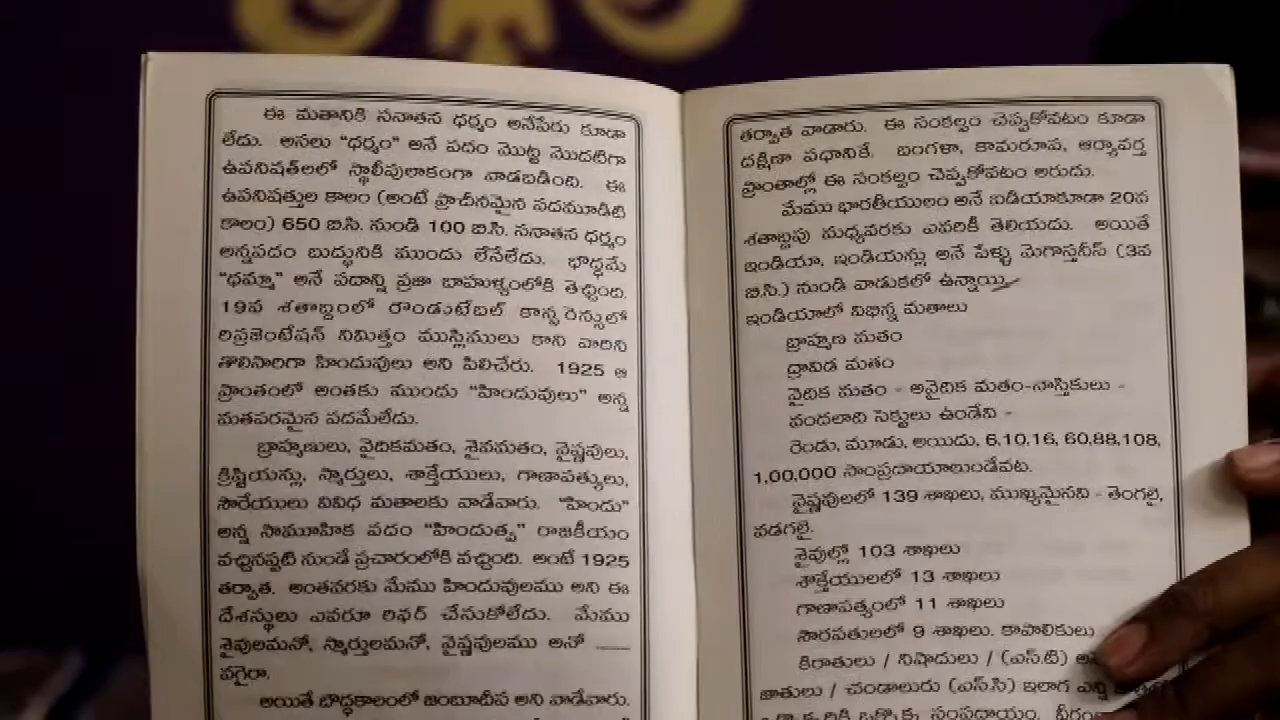 ఈ మతానికి సనాతన ధర్మం అనేపేరు కూడా
లేదు. అసలు “ధర్మం” అనే పదం మొట్ట మొదటిగా
ఉపనిషత్‌లలో స్థాలీపులాకంగా వాడబడింది. ఈ
ఉపనిషత్తుల కాలం (అంటే ప్రాచీనమైన పదమూడిటి
కాలం) 650 బి.సి. నుండి 100 బి.సి. సనాతన ధర్మం
అన్నపదం బుద్ధునికి ముందు లేనేలేదు. భౌద్ధమే
“ధమ్మా” అనే పదాన్ని ప్రజా బాహుళ్యంలోకి తెచ్చింది.
19వ శతాబ్దంలో రౌండుటేబల్ కాన్ఫరెన్సులో
రిప్రజెంటేషన్ నిమిత్తం ముస్లిములు కాని వారిని
తొలిసారిగా హిందువులు అని పిలిచేరు. 1925 ఆ
ప్రాంతంలో అంతకు ముందు “హిందువులు” అన్న
మతపరమైన పదమేలేదు.
బ్రాహ్మణులు, వైదికమతం, శైవమతం, వైష్ణవులు,
క్రిష్టియన్లు, స్మార్తులు, శాక్తేయులు, గాణాపత్యులు,
సౌరేయులు వివిధ మతాలకు వాడేవారు. “హిందు”
అన్న సామూహిక పదం “హిందుత్వ” రాజకీయం
వచ్చినప్పటి నుండే ప్రచారంలోకి వచ్చింది. అంటే 1925
తర్వాత. అంతవరకు మేము హిందువులము అని ఈ
దేశస్థులు ఎవరూ రిఫర్ చేసుకోలేదు. మేము
శైవులమనో, స్మార్తులమనో, వైష్ణవులము అనో
వగైరా.
అయితే బౌద్ధకాలంలో జంబూదీప అని వాడేవారు.
తర్వాత వాడారు. ఈ సంకల్పం చెప్పుకోవటం కూడా
దక్షిణా పథానికే. బంగళా, కామరూప, ఆర్యావర్త
ప్రాంతాల్లో ఈ సంకల్పం చెప్పుకోవటం అరుదు.
మేము భారతీయులం అనే ఐడియాకూడా 20వ
శతాబ్దపు మధ్యవరకు ఎవరికీ తెలియదు. అయితే
ఇండియా, ఇండియన్లు అనే పేళ్ళు మెగాస్తనీస్ (3వ
బి.సి.) నుండి వాడుకలో ఉన్నాయి.
ఇండియాలో విభిన్న మతాలు
బ్రాహ్మణ మతం
ద్రావిడ మతం
వైదిక మతం - అవైదిక మతం-నాస్తికులు -
వందలాది సెక్టులు ఉండేవి -
రెండు, మూడు, అయిదు, 6,10,16, 60,88,108,
1,00,000 సాంప్రదాయాలుండేవట.
వైష్ణవులలో 139 శాఖలు, ముఖ్యమైనవి - తెంగలై,
వడగలై.
శైవుల్లో 103 శాఖలు
శాక్తేయులలో 13 శాఖలు
గాణాపత్యంలో 11 శాఖలు
సౌరపతులలో 9 శాఖలు. కాపాలికులు
కిరాతులు / నిషాదులు / (ఎస్.టి)
జాతులు / చండాలుదు (ఎస్.సి) ఇలాగ ఎన్ని
ఒక్కొక్క సంప్రదాయం.